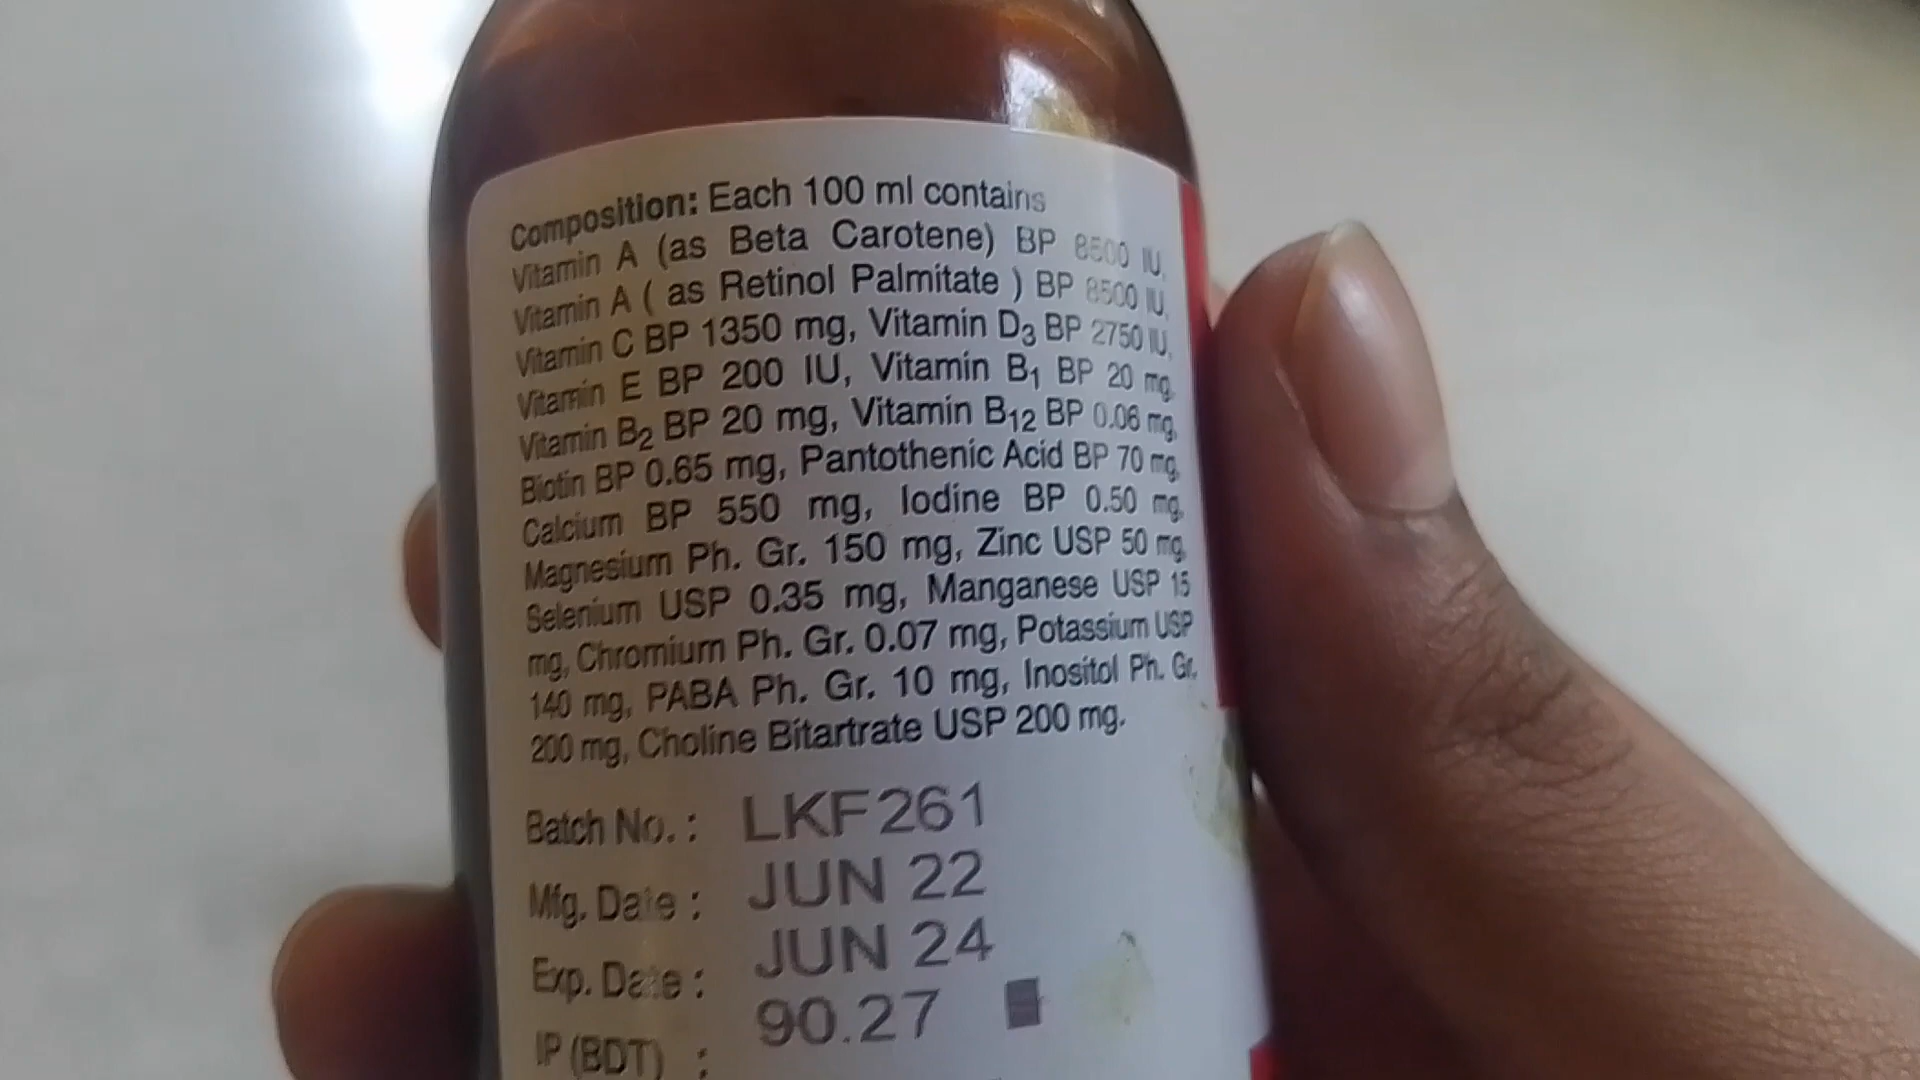 Composition: Each 100 ml contains
Vitamin A (as Beta Carotene) BP 8500 IU,
Vitamin A ( as Retinol Palmitate ) BP 8500 IU,
Vitamin C BP 1350 mg, Vitamin D3 BP 2750 IU,
Vitamin E BP 200 IU, Vitamin B1 BP 20 mg,
Vitamin B2 BP 20 mg, Vitamin B12 BP 0.06 mg,
Biotin BP 0.65 mg, Pantothenic Acid BP 70 mg,
Calcium BP 550 mg, Iodine BP 0.50 mg,
Magnesium Ph. Gr. 150 mg, Zinc USP 50 mg,
Selenium USP 0.35 mg, Manganese USP 15
mg, Chromium Ph. Gr. 0.07 mg, Potassium USP
140 mg, PABA Ph. Gr. 10 mg, Inositol Ph. Gr.
200 mg, Choline Bitartrate USP 200 mg.
Batch No. : LKF261
Mfg. Date : JUN 22
Exp. Date : JUN 24
IP (BDT) : 90.27